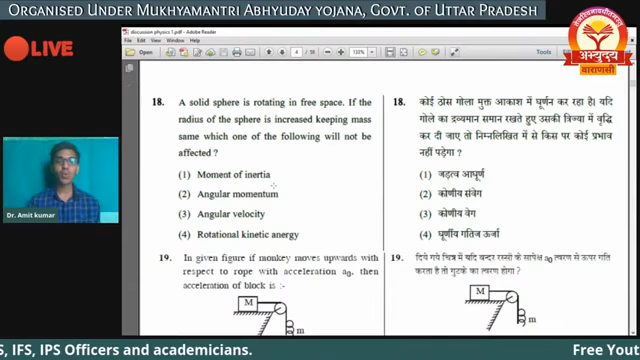 Organised Under Mukhyamantri Abhyuday yojana, Govt. of Uttar Pradesh
LIVE
अभ्युदय
वाराणसी
discussion physics 1.pdf - Adobe Reader
Open
4
/ 58
133%
Tools
Sign
Comment
18. A solid sphere is rotating in free space. If the
radius of the sphere is increased keeping mass
same which one of the following will not be
affected ?
(1) Moment of inertia
(2) Angular momentum
(3) Angular velocity
(4) Rotational kinetic anergy
19. In given figure if monkey moves upwards with
respect to rope with acceleration a0, then
acceleration of block is :-
M
m
18. कोई ठोस गोला मुक्त आकाश में घूर्णन कर रहा है। यदि
गोले का द्रव्यमान समान रखते हुए उसकी त्रिज्या में वृद्धि
कर दी जाए तो निम्नलिखित में से किस पर कोई प्रभाव
नहीं पड़ेगा ?
(1) जड़त्व आघूर्ण
(2) कोणीय संवेग
(3) कोणीय वेग
(4) घूर्णीय गतिज ऊर्जा
19. दिये गये चित्र में यदि बन्दर रस्सी के सापेक्ष a0 त्वरण से ऊपर गति
करता है तो गुटके का त्वरण होगा ?
M
m
Dr. Amit kumar
S, IFS, IPS Officers and academicians.
Free Yout